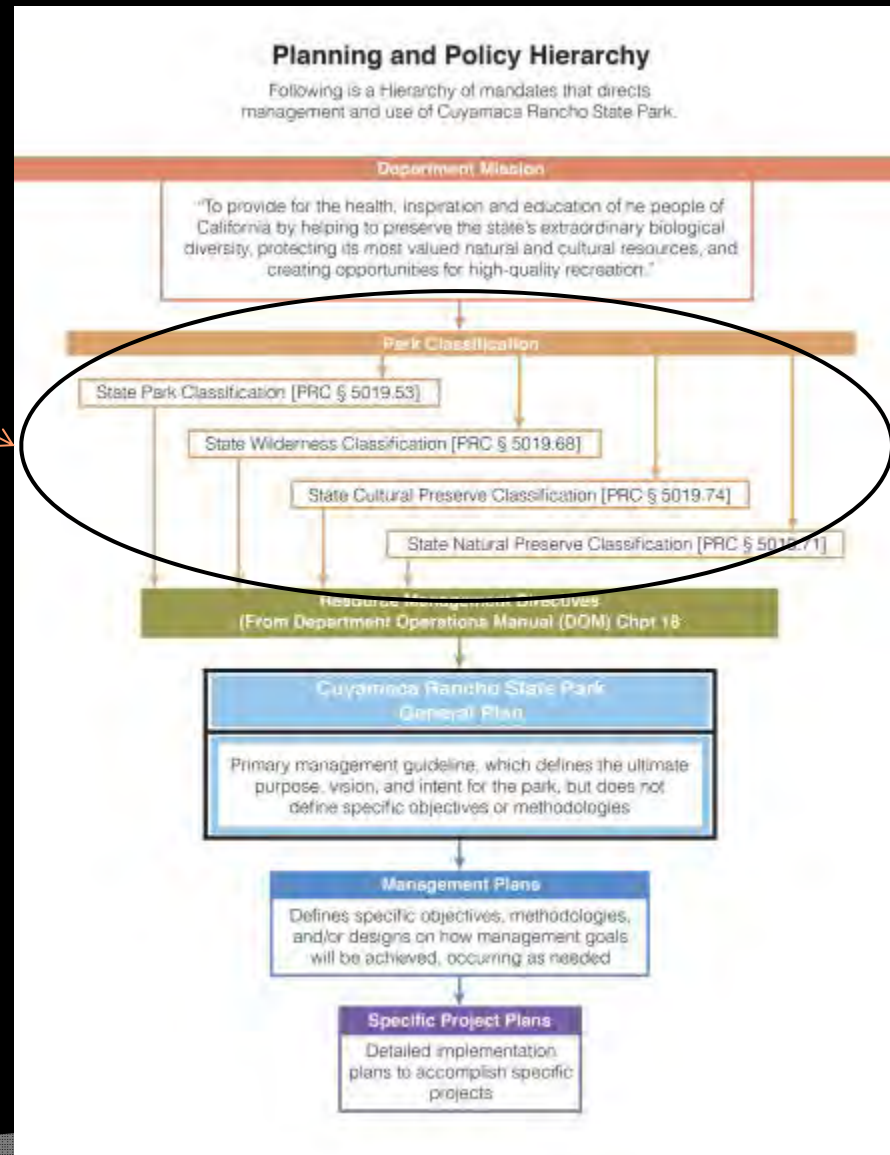 Planning and Policy Hierarchy
Following is a Hierarchy of mandates that directs
management and use of Cuyamaca Rancho State Park.
Department Mission
"To provide for the health, inspiration and education of he people of
California by helping to preserve the state's extraordinary biological
diversity, protecting its most valued natural and cultural resources, and
creating opportunities for high-quality recreation."
Park Classification
State Park Classification [PRC § 5019.53]
State Wilderness Classification [PRC § 5019.68]
State Cultural Preserve Classification [PRC § 5019.74]
State Natural Preserve Classification [PRC § 5019.71]
Resource Management Directives
(From Department Operations Manual (DOM) Chpt 18
Cuyamaca Rancho State Park
General Plan
Primary management guideline, which defines the ultimate
purpose, vision, and intent for the park, but does not
define specific objectives or methodologies
Management Plans
Defines specific objectives, methodologies,
and/or designs on how management goals
will be achieved, occurring as needed
Specific Project Plans
Detailed implementation
plans to accomplish specific
projects